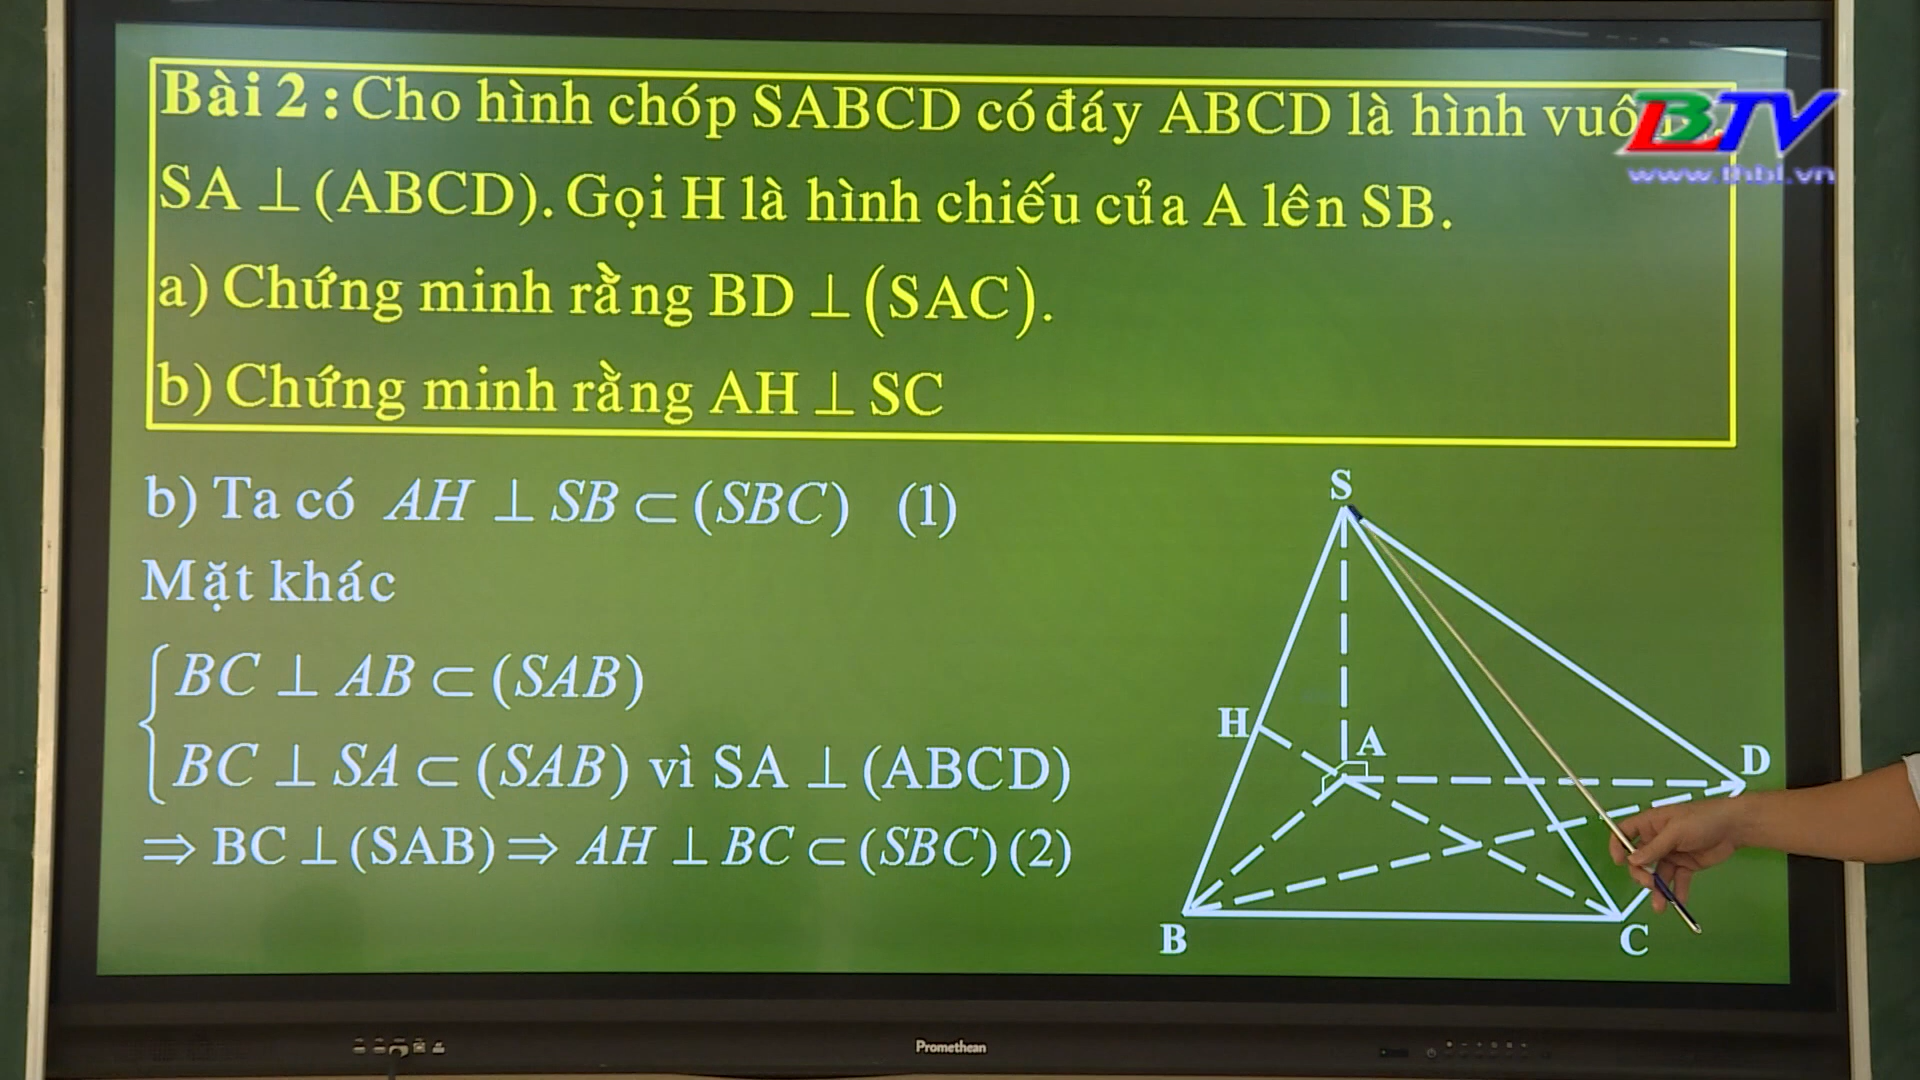 Bài 2 : Cho hình chóp SABCD có đáy ABCD là hình
SA ⊥ (ABCD). Gọi H là hình chiếu của A lên SB.
a) Chứng minh rằng BD ⊥ (SAC).
b) Chứng minh rằng AH ⊥ SC
b) Ta có AH ⊥ SB ⊂ (SBC) (1)
Mặt khác
BC ⊥ AB ⊂ (SAB)
BC ⊥ SA ⊂ (SAB) vì SA ⊥ (ABCD)
⇒ BC ⊥ (SAB) ⇒ AH ⊥ BC ⊂ (SBC) (2)
S
H
A
D
B
C
BTV
www.thbl.vn
Promethean